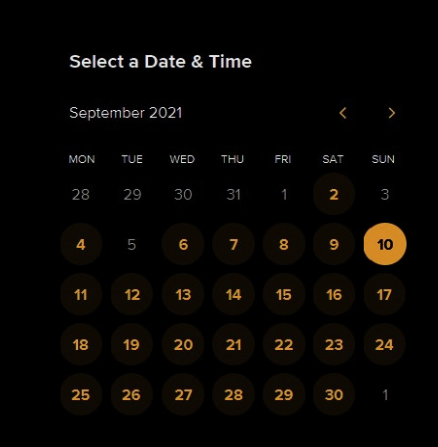 Select a Date & Time
September 2021
MON TUE WED THU FRI SAT SUN
28 29 30 31 1 2 3
4 5 6 7 8 9 10
11 12 13 14 15 16 17
18 19 20 21 22 23 24
25 26 27 28 29 30 1